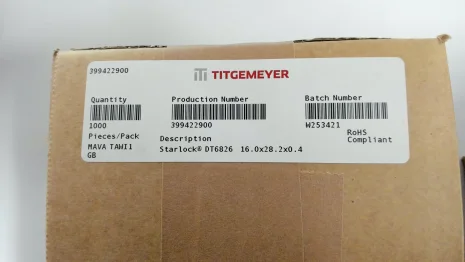 399422900
TITGEMEYER
Quantity Production Number Batch Number
1000 399422900 W253421
Pieces/Pack Description RoHS Compliant
MAVA TAWI1 GB
Starlock® DT6826 16.0x28.2x0.4